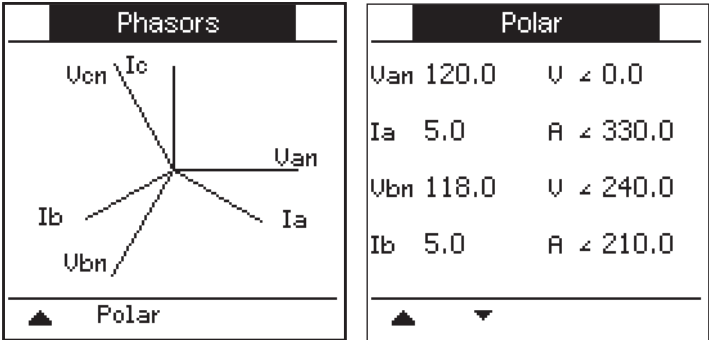 Phasors
Vcn Ic
Van
Ib
Ia
Vbn
Polar
Polar
Van 120.0 V ∠ 0.0
Ia 5.0 A ∠ 330.0
Vbn 118.0 V ∠ 240.0
Ib 5.0 A ∠ 210.0